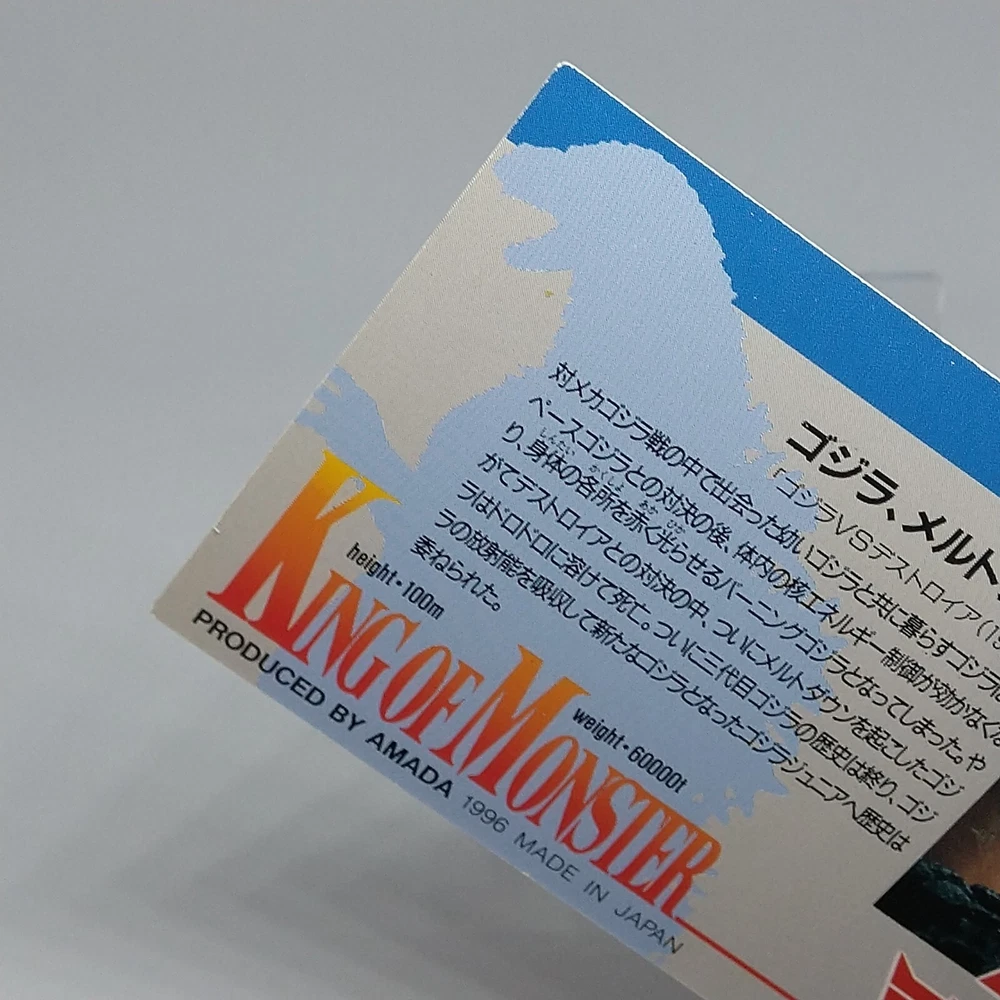 ゴジラ、メルト
『ゴジラVSデストロイア(19
対メカゴジラ戦の中で出会った幼いゴジラと共に暮らすゴジラに
ペースゴジラとの対決の後、体内の核エネルギー制御が効かなくな
り、身体の各所を赤く光らせるバーニングゴジラとなってしまった。や
がてデストロイアとの対決の中、ついにメルトダウンを起こしたゴジ
ラはドロドロに溶けて死亡。ついに三代目ゴジラの歴史は終り、ゴジ
ラの放射能を吸収して新たなゴジラとなったゴジラジュニアへ歴史は
委ねられた。
height・100m
weight・60000t
KING OF MONSTER
PRODUCED BY AMADA 1996 MADE IN JAPAN